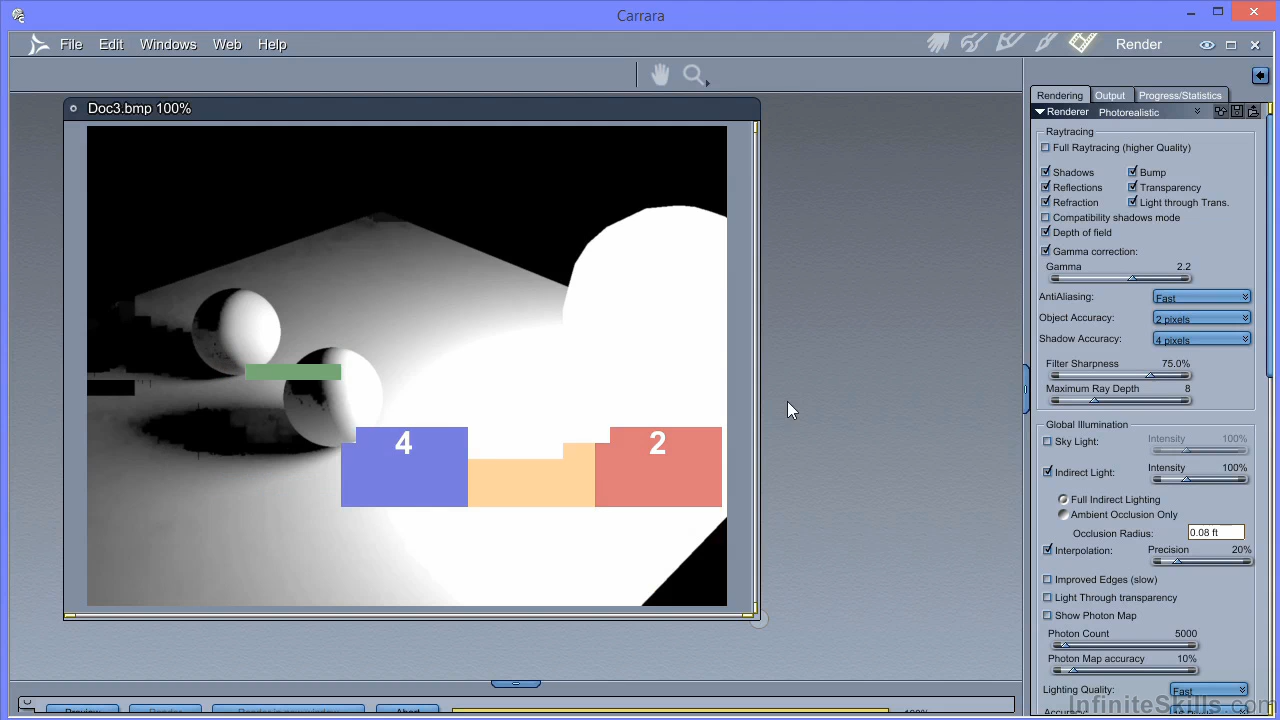 Carrara
File Edit Windows Web Help
Render
Doc3.bmp 100%
4
2
Rendering Output Progress/Statistics
Renderer Photorealistic
Raytracing
Full Raytracing (higher Quality)
Shadows Bump
Reflections Transparency
Refraction Light through Trans.
Compatibility shadows mode
Depth of field
Gamma correction:
Gamma 2.2
AntiAliasing: Fast
Object Accuracy: 2 pixels
Shadow Accuracy: 4 pixels
Filter Sharpness 75.0%
Maximum Ray Depth 8
Global Illumination
Sky Light: Intensity 100%
Indirect Light: Intensity 100%
Full Indirect Lighting
Ambient Occlusion Only
Occlusion Radius: 0.08 ft
Interpolation: Precision 20%
Improved Edges (slow)
Light Through transparency
Show Photon Map
Photon Count 5000
Photon Map accuracy 10%
Lighting Quality: Fast
InfiniteSkills.com